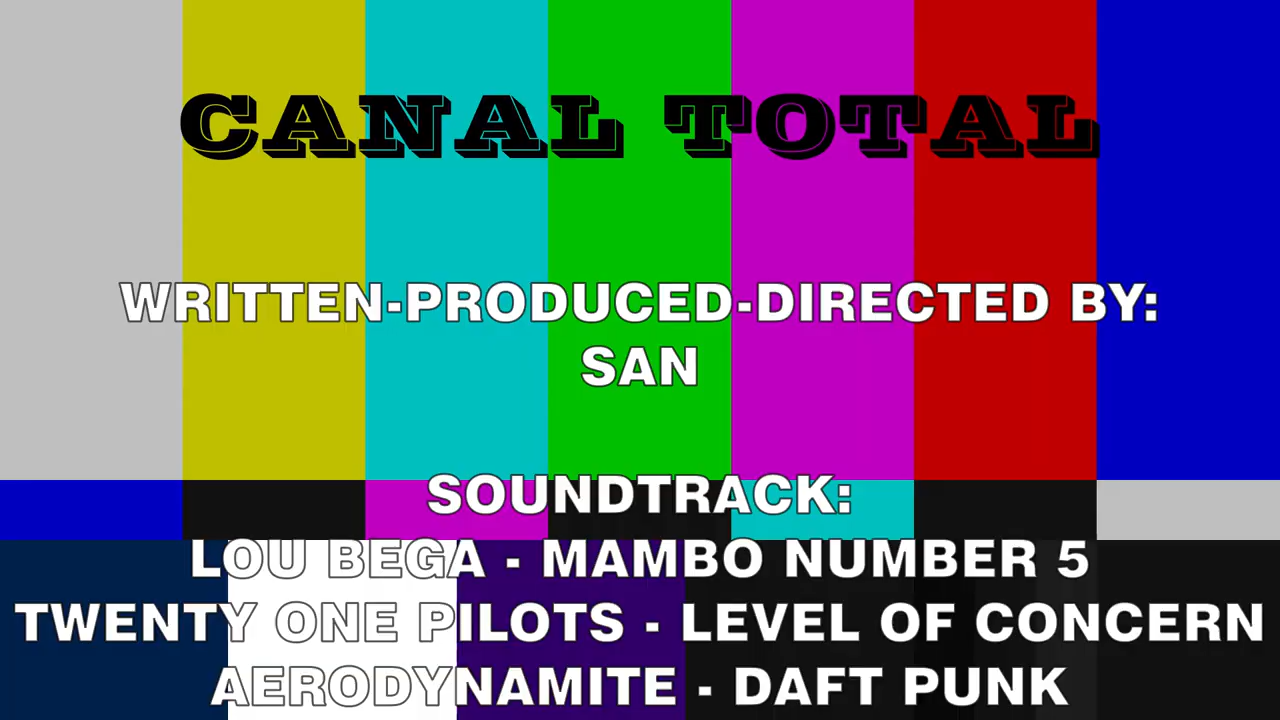 CANAL TOTAL
WRITTEN-PRODUCED-DIRECTED BY:
SAN
SOUNDTRACK:
LOU BEGA - MAMBO NUMBER 5
TWENTY ONE PILOTS - LEVEL OF CONCERN
AERODYNAMITE - DAFT PUNK